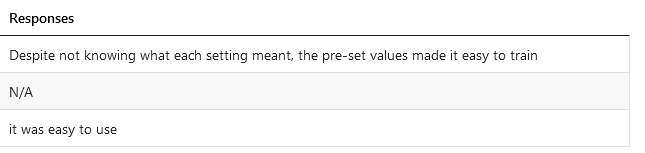 Responses
Despite not knowing what each setting meant, the pre-set values made it easy to train
N/A
it was easy to use